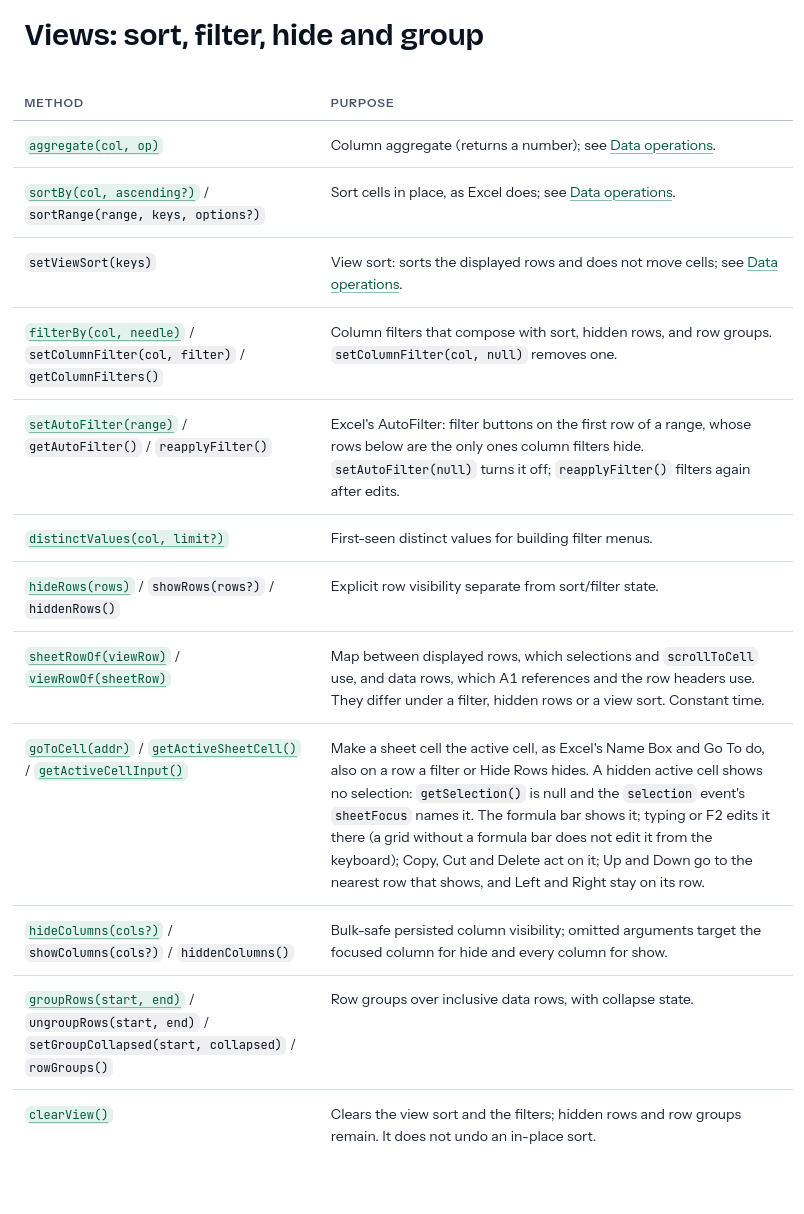 Views: sort, filter, hide and group
METHOD PURPOSE
aggregate(col, op) Column aggregate (returns a number); see Data operations.
sortBy(col, ascending?) / Sort cells in place, as Excel does; see Data operations.
sortRange(range, keys, options?)
setViewSort(keys) View sort: sorts the displayed rows and does not move cells; see Data
operations.
filterBy(col, needle) / Column filters that compose with sort, hidden rows, and row groups.
setColumnFilter(col, filter) / setColumnFilter(col, null) removes one.
getColumnFilters()
setAutoFilter(range) / Excel's AutoFilter: filter buttons on the first row of a range, whose
getAutoFilter() / reapplyFilter() rows below are the only ones column filters hide.
setAutoFilter(null) turns it off; reapplyFilter() filters again
after edits.
distinctValues(col, limit?) First-seen distinct values for building filter menus.
hideRows(rows) / showRows(rows?) / Explicit row visibility separate from sort/filter state.
hiddenRows()
sheetRowOf(viewRow) / Map between displayed rows, which selections and scrollToCell
viewRowOf(sheetRow) use, and data rows, which A1 references and the row headers use.
They differ under a filter, hidden rows or a view sort. Constant time.
goToCell(addr) / getActiveSheetCell() Make a sheet cell the active cell, as Excel's Name Box and Go To do,
/ getActiveCellInput() also on a row a filter or Hide Rows hides. A hidden active cell shows
no selection: getSelection() is null and the selection event's
sheetFocus names it. The formula bar shows it; typing or F2 edits it
there (a grid without a formula bar does not edit it from the
keyboard); Copy, Cut and Delete act on it; Up and Down go to the
nearest row that shows, and Left and Right stay on its row.
hideColumns(cols?) / Bulk-safe persisted column visibility; omitted arguments target the
showColumns(cols?) / hiddenColumns() focused column for hide and every column for show.
groupRows(start, end) / Row groups over inclusive data rows, with collapse state.
ungroupRows(start, end) /
setGroupCollapsed(start, collapsed) /
rowGroups()
clearView() Clears the view sort and the filters; hidden rows and row groups
remain. It does not undo an in-place sort.